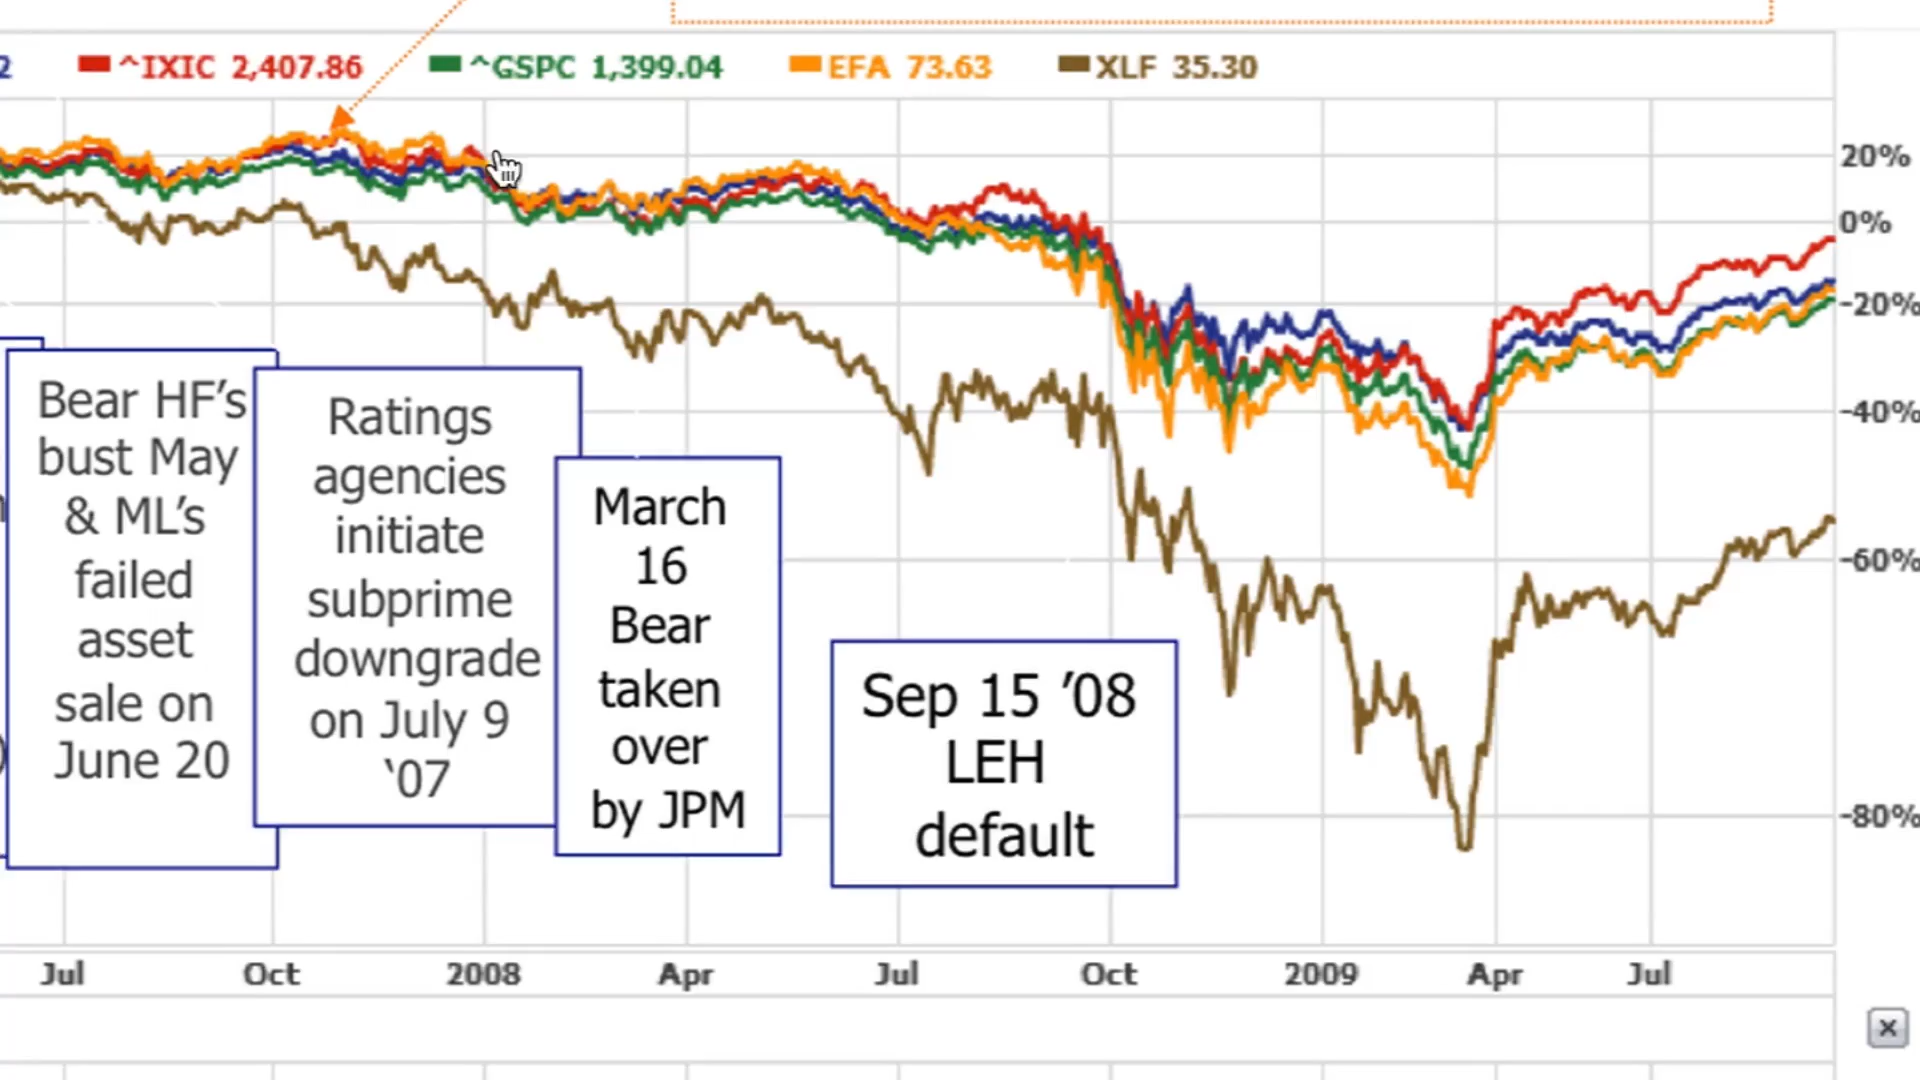 2 ^IXIC 2,407.86 ^GSPC 1,399.04 EFA 73.63 XLF 35.30
20%
0%
-20%
-40%
-60%
-80%
Bear HF’s
bust May
& ML’s
failed
asset
sale on
June 20
Ratings
agencies
initiate
subprime
downgrade
on July 9
‘07
March
16
Bear
taken
over
by JPM
Sep 15 ’08
LEH
default
Jul Oct 2008 Apr Jul Oct 2009 Apr Jul